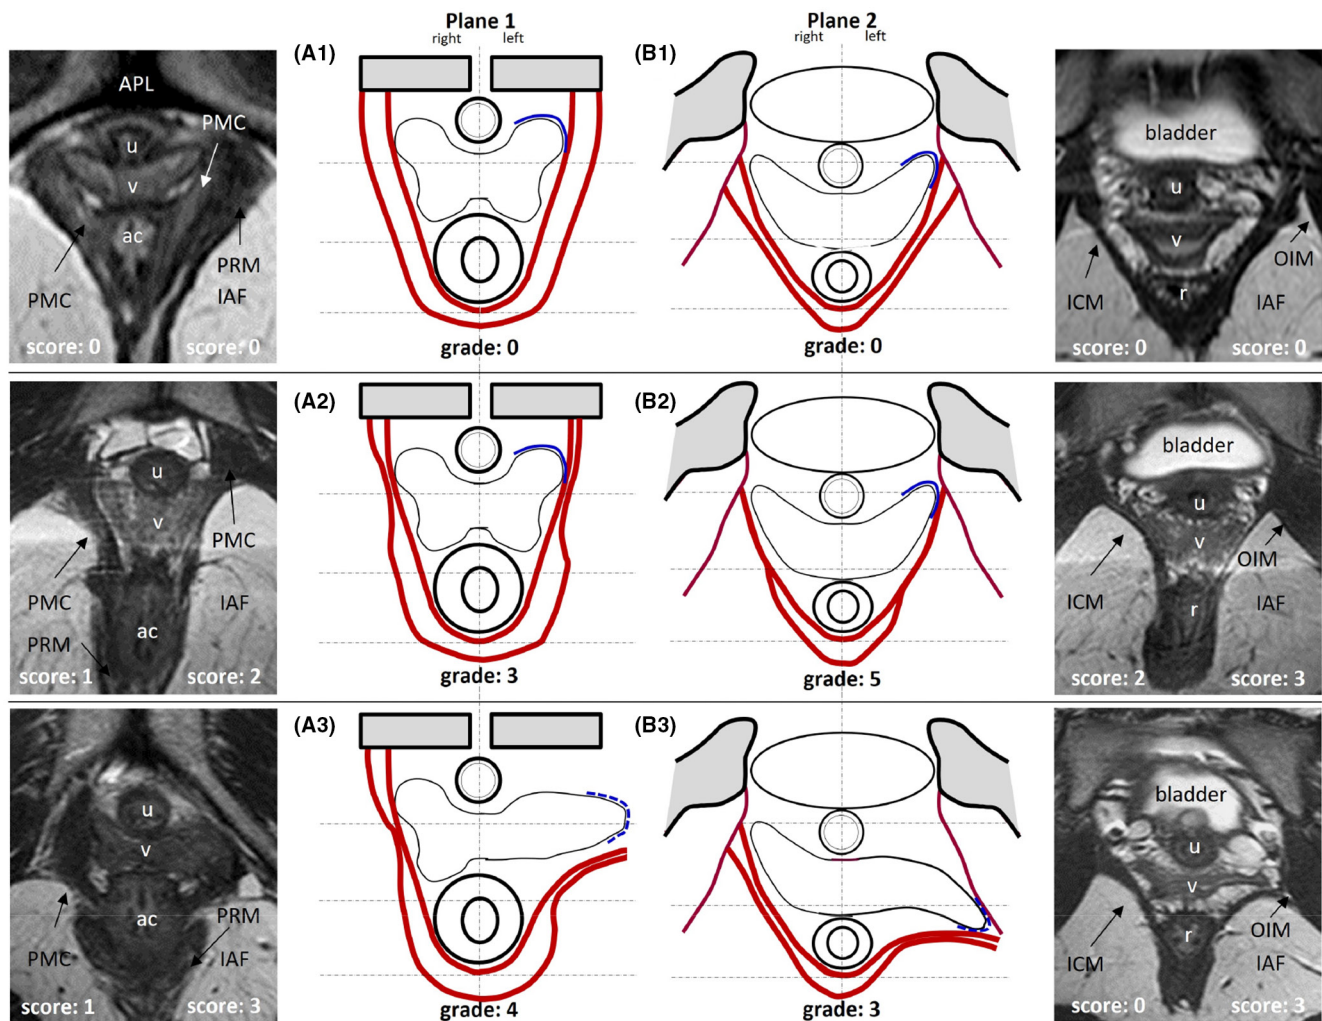 Plane 1
right left
Plane 2
right left
(A1)
(B1)
APL
PMC
u
v
ac
PRM
PMC
IAF
score: 0 score: 0
grade: 0
grade: 0
bladder
u
v
OIM
ICM
r
IAF
score: 0 score: 0
(A2)
(B2)
u
v
PMC
PMC
IAF
ac
PRM
score: 1 score: 2
grade: 3
grade: 5
bladder
u
v
OIM
ICM
r
IAF
score: 2 score: 3
(A3)
(B3)
u
v
ac
PRM
PMC
IAF
score: 1 score: 3
grade: 4
grade: 3
bladder
u
v
r
OIM
ICM
IAF
score: 0 score: 3